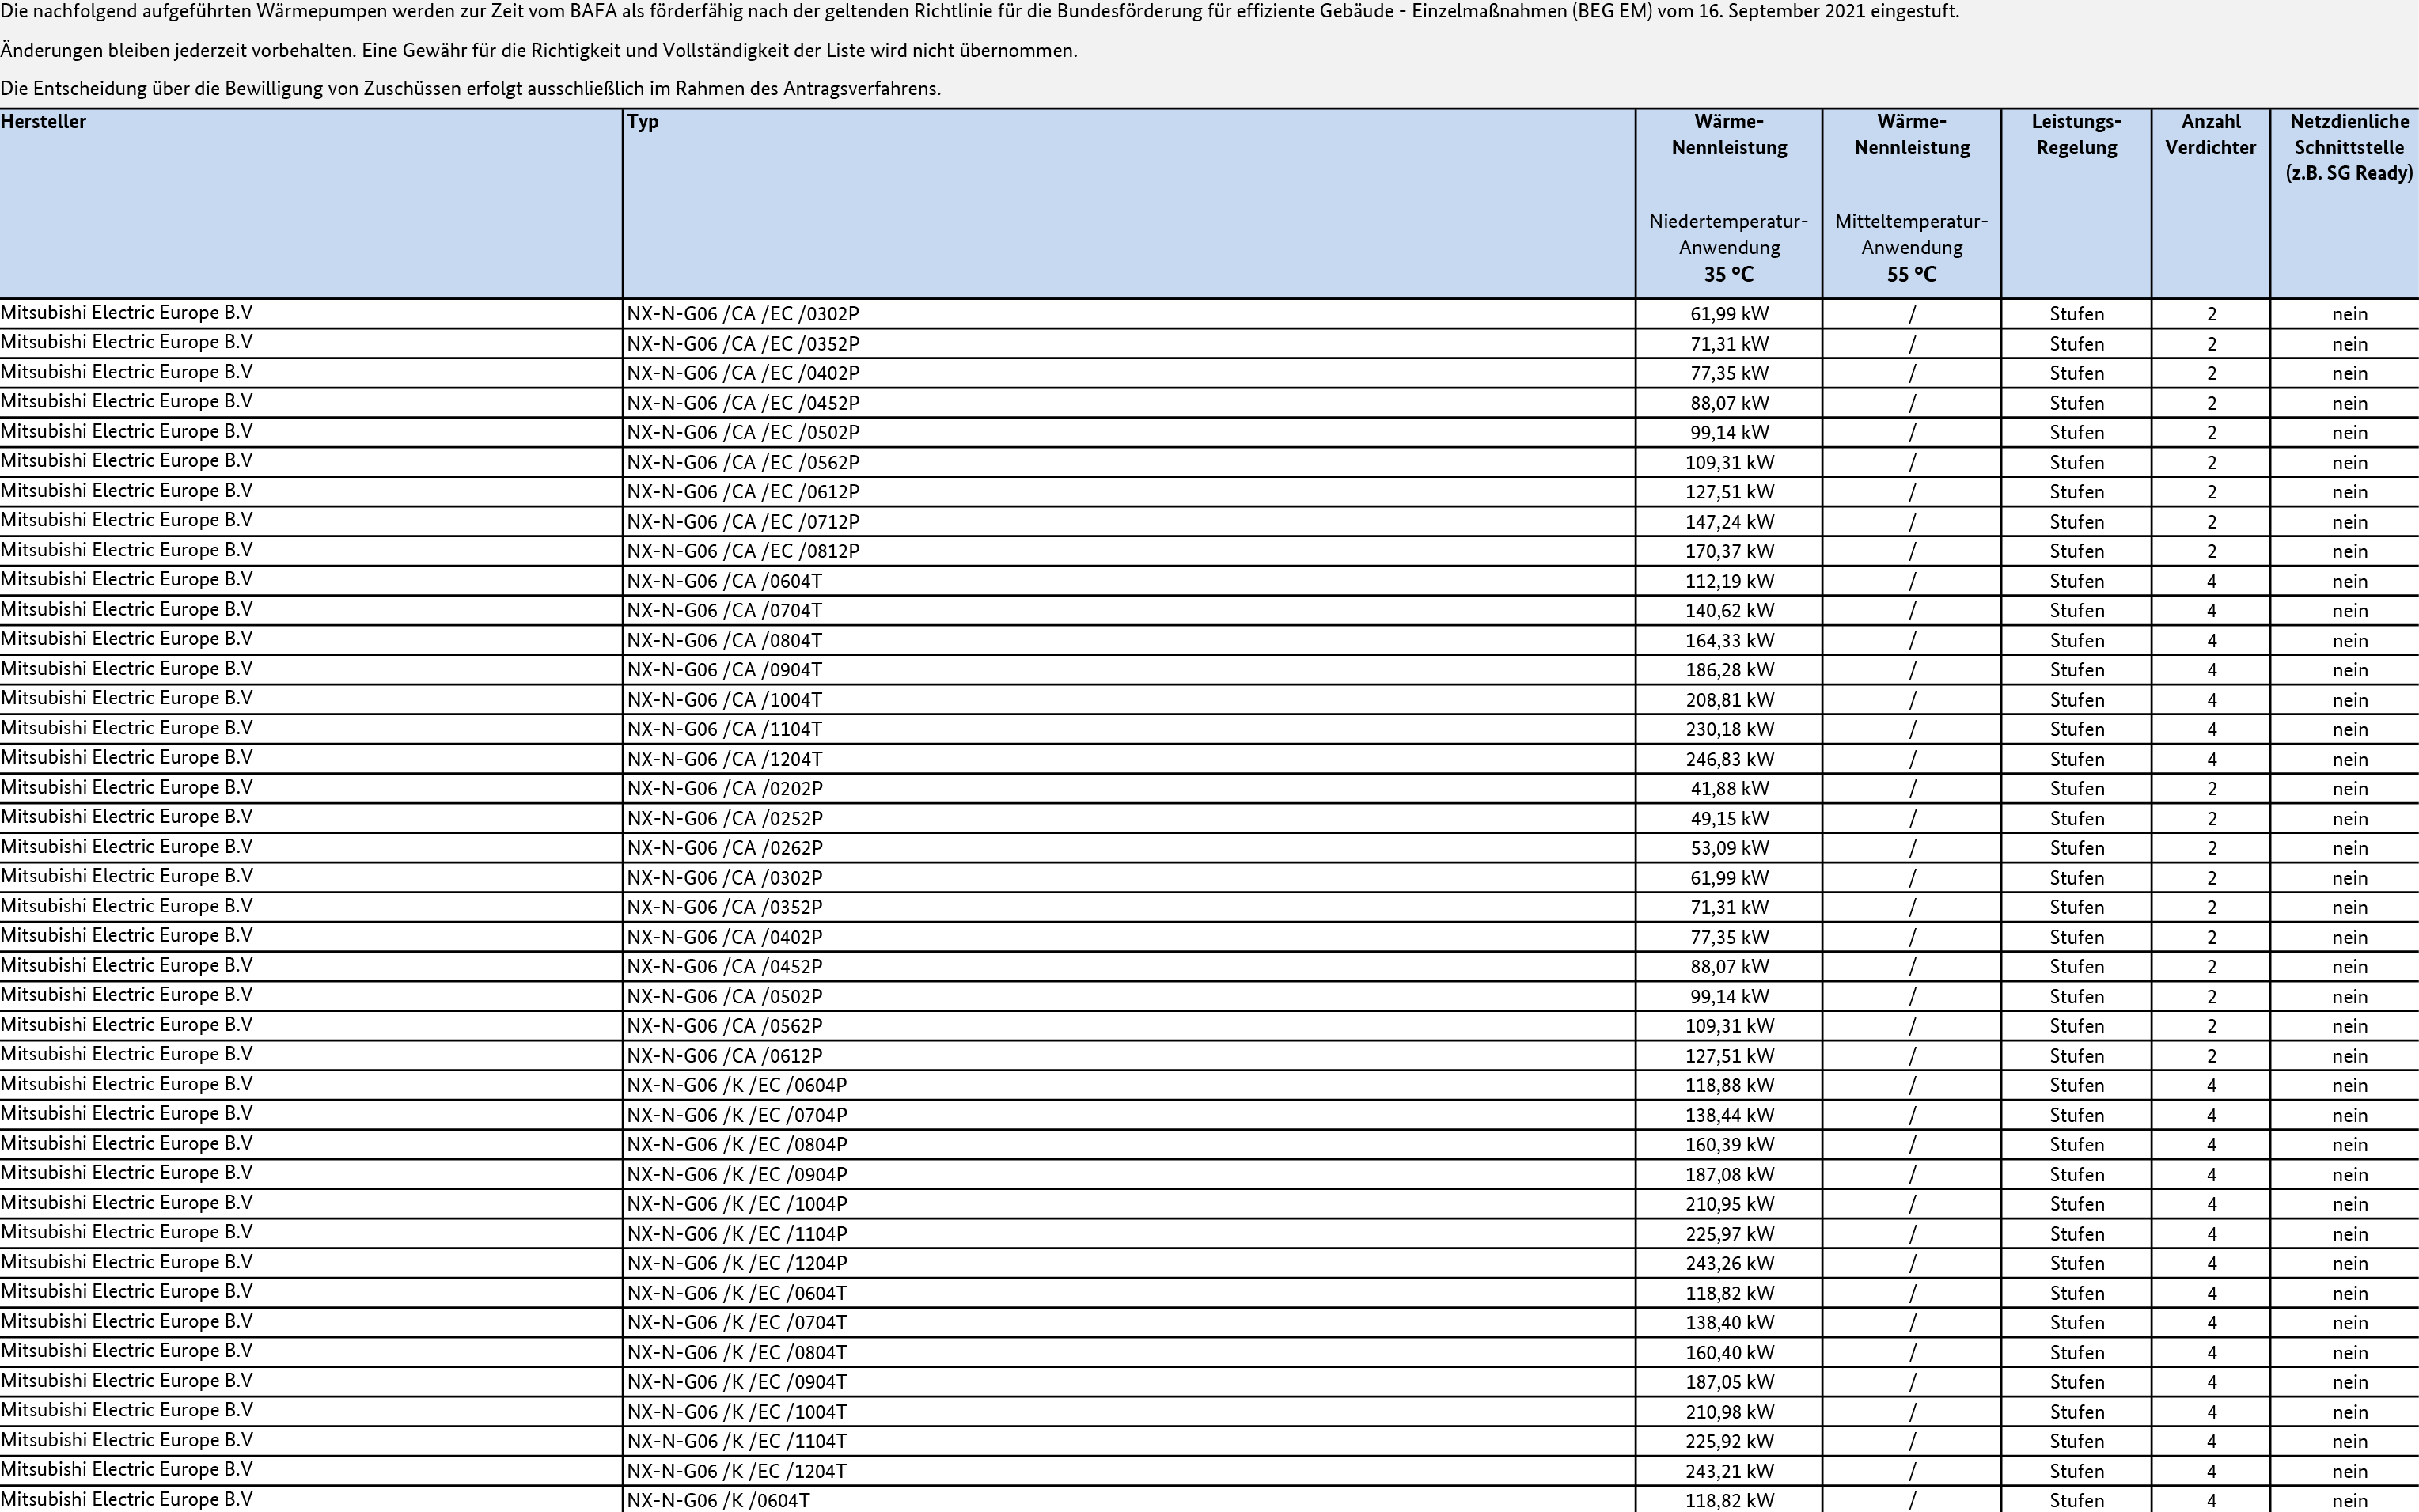 Die nachfolgend aufgeführten Wärmepumpen werden zur Zeit vom BAFA als förderfähig nach der geltenden Richtlinie für die Bundesförderung für effiziente Gebäude - Einzelmaßnahmen (BEG EM) vom 16. September 2021 eingestuft.
Änderungen bleiben jederzeit vorbehalten. Eine Gewähr für die Richtigkeit und Vollständigkeit der Liste wird nicht übernommen.
Die Entscheidung über die Bewilligung von Zuschüssen erfolgt ausschließlich im Rahmen des Antragsverfahrens.
Hersteller Typ Wärme- Wärme- Leistungs- Anzahl Netzdienliche
Nennleistung Nennleistung Regelung Verdichter Schnittstelle
(z.B. SG Ready)
Niedertemperatur- Mitteltemperatur-
Anwendung Anwendung
35 °C 55 °C
Mitsubishi Electric Europe B.V NX-N-G06 /CA /EC /0302P 61,99 kW / Stufen 2 nein
Mitsubishi Electric Europe B.V NX-N-G06 /CA /EC /0352P 71,31 kW / Stufen 2 nein
Mitsubishi Electric Europe B.V NX-N-G06 /CA /EC /0402P 77,35 kW / Stufen 2 nein
Mitsubishi Electric Europe B.V NX-N-G06 /CA /EC /0452P 88,07 kW / Stufen 2 nein
Mitsubishi Electric Europe B.V NX-N-G06 /CA /EC /0502P 99,14 kW / Stufen 2 nein
Mitsubishi Electric Europe B.V NX-N-G06 /CA /EC /0562P 109,31 kW / Stufen 2 nein
Mitsubishi Electric Europe B.V NX-N-G06 /CA /EC /0612P 127,51 kW / Stufen 2 nein
Mitsubishi Electric Europe B.V NX-N-G06 /CA /EC /0712P 147,24 kW / Stufen 2 nein
Mitsubishi Electric Europe B.V NX-N-G06 /CA /EC /0812P 170,37 kW / Stufen 2 nein
Mitsubishi Electric Europe B.V NX-N-G06 /CA /0604T 112,19 kW / Stufen 4 nein
Mitsubishi Electric Europe B.V NX-N-G06 /CA /0704T 140,62 kW / Stufen 4 nein
Mitsubishi Electric Europe B.V NX-N-G06 /CA /0804T 164,33 kW / Stufen 4 nein
Mitsubishi Electric Europe B.V NX-N-G06 /CA /0904T 186,28 kW / Stufen 4 nein
Mitsubishi Electric Europe B.V NX-N-G06 /CA /1004T 208,81 kW / Stufen 4 nein
Mitsubishi Electric Europe B.V NX-N-G06 /CA /1104T 230,18 kW / Stufen 4 nein
Mitsubishi Electric Europe B.V NX-N-G06 /CA /1204T 246,83 kW / Stufen 4 nein
Mitsubishi Electric Europe B.V NX-N-G06 /CA /0202P 41,88 kW / Stufen 2 nein
Mitsubishi Electric Europe B.V NX-N-G06 /CA /0252P 49,15 kW / Stufen 2 nein
Mitsubishi Electric Europe B.V NX-N-G06 /CA /0262P 53,09 kW / Stufen 2 nein
Mitsubishi Electric Europe B.V NX-N-G06 /CA /0302P 61,99 kW / Stufen 2 nein
Mitsubishi Electric Europe B.V NX-N-G06 /CA /0352P 71,31 kW / Stufen 2 nein
Mitsubishi Electric Europe B.V NX-N-G06 /CA /0402P 77,35 kW / Stufen 2 nein
Mitsubishi Electric Europe B.V NX-N-G06 /CA /0452P 88,07 kW / Stufen 2 nein
Mitsubishi Electric Europe B.V NX-N-G06 /CA /0502P 99,14 kW / Stufen 2 nein
Mitsubishi Electric Europe B.V NX-N-G06 /CA /0562P 109,31 kW / Stufen 2 nein
Mitsubishi Electric Europe B.V NX-N-G06 /CA /0612P 127,51 kW / Stufen 2 nein
Mitsubishi Electric Europe B.V NX-N-G06 /K /EC /0604P 118,88 kW / Stufen 4 nein
Mitsubishi Electric Europe B.V NX-N-G06 /K /EC /0704P 138,44 kW / Stufen 4 nein
Mitsubishi Electric Europe B.V NX-N-G06 /K /EC /0804P 160,39 kW / Stufen 4 nein
Mitsubishi Electric Europe B.V NX-N-G06 /K /EC /0904P 187,08 kW / Stufen 4 nein
Mitsubishi Electric Europe B.V NX-N-G06 /K /EC /1004P 210,95 kW / Stufen 4 nein
Mitsubishi Electric Europe B.V NX-N-G06 /K /EC /1104P 225,97 kW / Stufen 4 nein
Mitsubishi Electric Europe B.V NX-N-G06 /K /EC /1204P 243,26 kW / Stufen 4 nein
Mitsubishi Electric Europe B.V NX-N-G06 /K /EC /0604T 118,82 kW / Stufen 4 nein
Mitsubishi Electric Europe B.V NX-N-G06 /K /EC /0704T 138,40 kW / Stufen 4 nein
Mitsubishi Electric Europe B.V NX-N-G06 /K /EC /0804T 160,40 kW / Stufen 4 nein
Mitsubishi Electric Europe B.V NX-N-G06 /K /EC /0904T 187,05 kW / Stufen 4 nein
Mitsubishi Electric Europe B.V NX-N-G06 /K /EC /1004T 210,98 kW / Stufen 4 nein
Mitsubishi Electric Europe B.V NX-N-G06 /K /EC /1104T 225,92 kW / Stufen 4 nein
Mitsubishi Electric Europe B.V NX-N-G06 /K /EC /1204T 243,21 kW / Stufen 4 nein
Mitsubishi Electric Europe B.V NX-N-G06 /K /0604T 118,82 kW / Stufen 4 nein